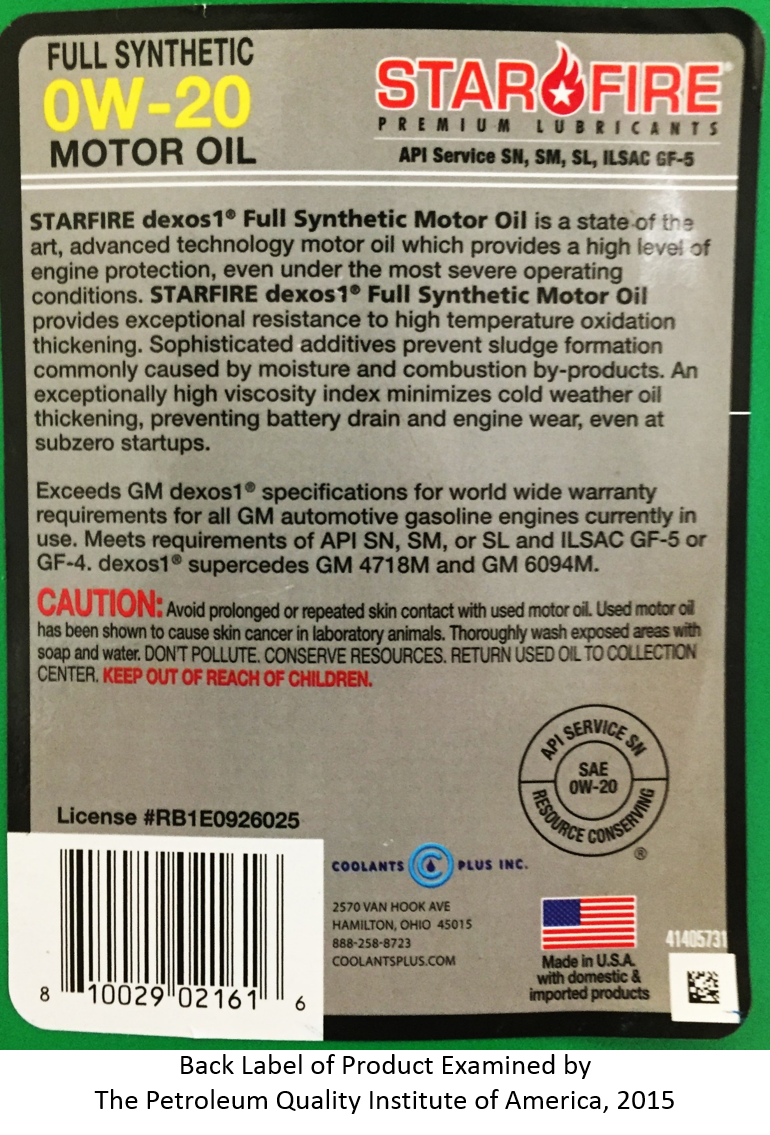 FULL SYNTHETIC
0W-20
MOTOR OIL
STARFIRE®
PREMIUM LUBRICANTS
API Service SN, SM, SL, ILSAC GF-5
STARFIRE dexos1® Full Synthetic Motor Oil is a state of the
art, advanced technology motor oil which provides a high level of
engine protection, even under the most severe operating
conditions. STARFIRE dexos1® Full Synthetic Motor Oil
provides exceptional resistance to high temperature oxidation
thickening. Sophisticated additives prevent sludge formation
commonly caused by moisture and combustion by-products. An
exceptionally high viscosity index minimizes cold weather oil
thickening, preventing battery drain and engine wear, even at
subzero startups.
Exceeds GM dexos1® specifications for world wide warranty
requirements for all GM automotive gasoline engines currently in
use. Meets requirements of API SN, SM, or SL and ILSAC GF-5 or
GF-4. dexos1® supercedes GM 4718M and GM 6094M.
CAUTION: Avoid prolonged or repeated skin contact with used motor oil. Used motor oil
has been shown to cause skin cancer in laboratory animals. Thoroughly wash exposed areas with
soap and water. DON'T POLLUTE. CONSERVE RESOURCES. RETURN USED OIL TO COLLECTION
CENTER. KEEP OUT OF REACH OF CHILDREN.
API SERVICE SN
SAE
0W-20
RESOURCE CONSERVING
®
License #RB1E0926025
COOLANTS C PLUS INC.
2570 VAN HOOK AVE
HAMILTON, OHIO 45015
888-258-8723
COOLANTSPLUS.COM
Made in U.S.A.
with domestic &
imported products
41405731
8 10029 02161 6
Back Label of Product Examined by
The Petroleum Quality Institute of America, 2015